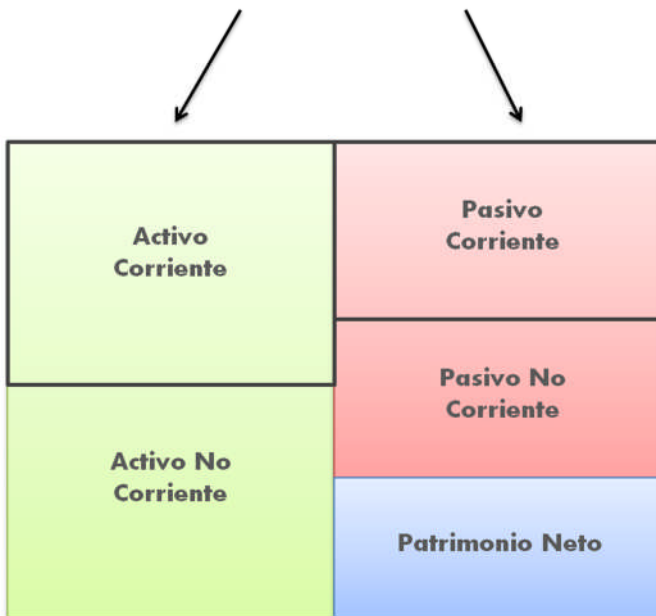 Activo
Corriente
Pasivo
Corriente
Activo No
Corriente
Pasivo No
Corriente
Patrimonio Neto